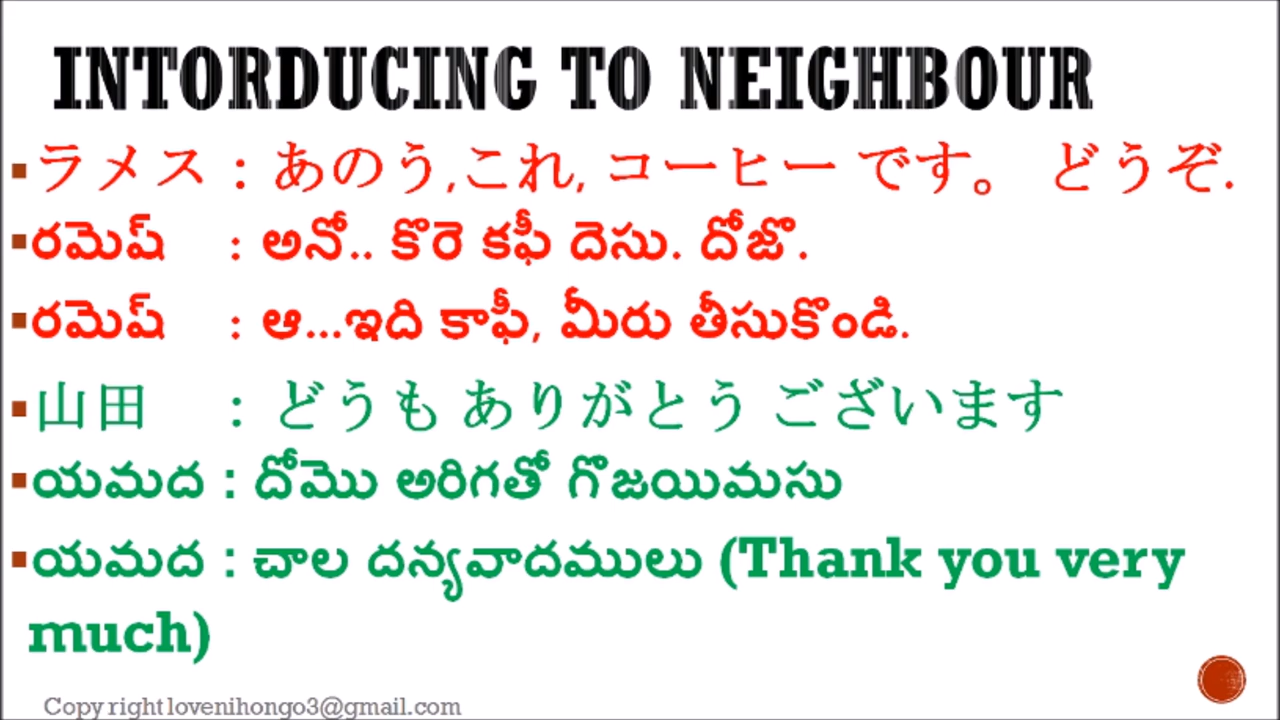 INTORDUCING TO NEIGHBOUR
ラメス : あのう,これ, コーヒー です。 どうぞ.
రమెష్ : అనో.. కొరె కఫీ దెసు. దోజొ.
రమెష్ : ఆ...ఇది కాఫీ, మీరు తీసుకొండి.
山田 : どうも ありがとう ございます
యమద : దోమొ అరిగతో గొజయిమసు
యమద : చాల దన్యవాదములు (Thank you very
much)
Copy right lovenihongo3@gmail.com